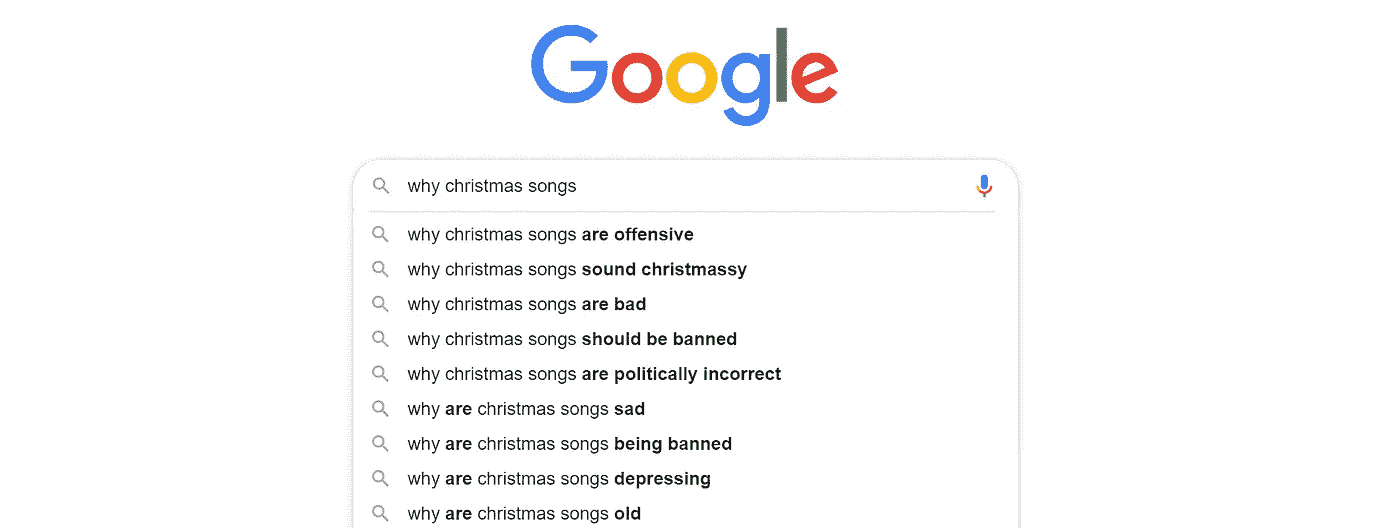 Google
why christmas songs
why christmas songs are offensive
why christmas songs sound christmassy
why christmas songs are bad
why christmas songs should be banned
why christmas songs are politically incorrect
why are christmas songs sad
why are christmas songs being banned
why are christmas songs depressing
why are christmas songs old